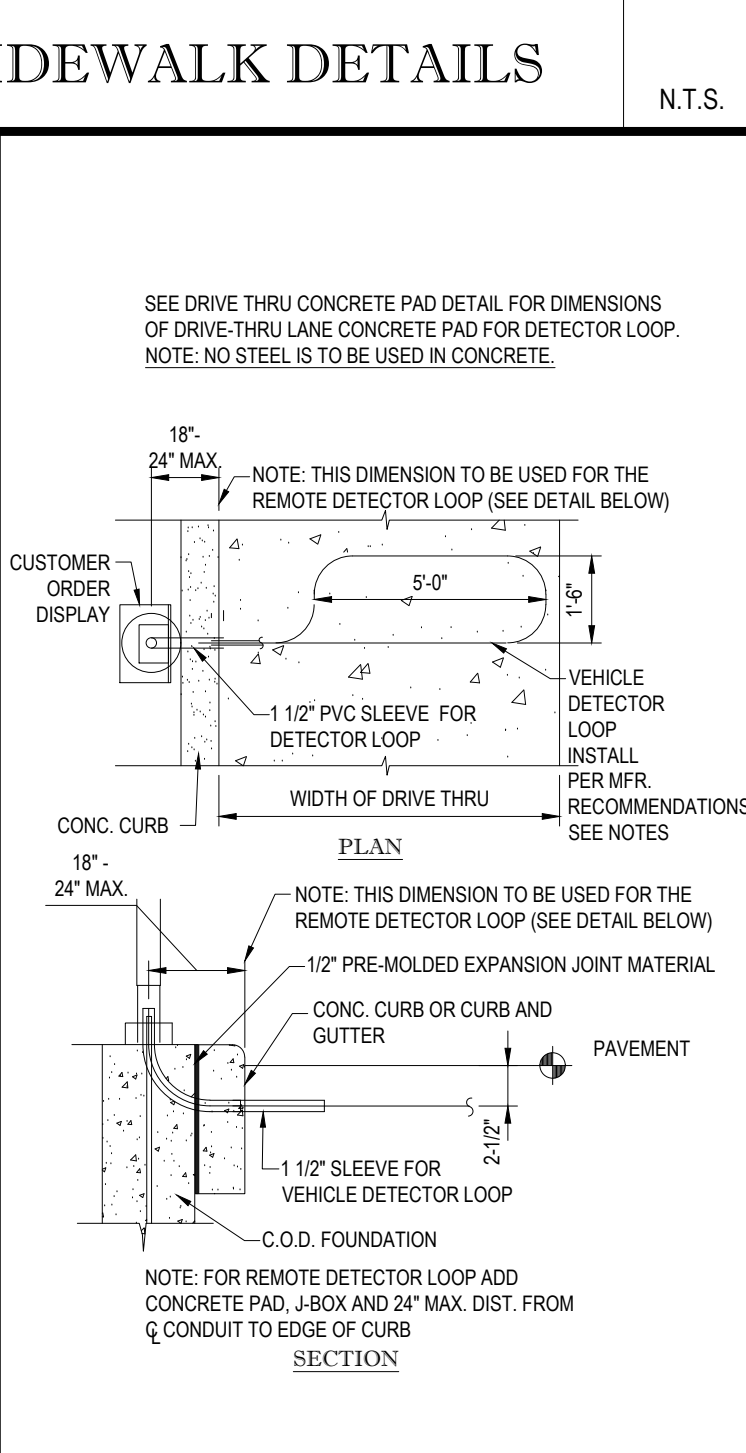 IDEWALK DETAILS
N.T.S.
SEE DRIVE THRU CONCRETE PAD DETAIL FOR DIMENSIONS
OF DRIVE-THRU LANE CONCRETE PAD FOR DETECTOR LOOP.
NOTE: NO STEEL IS TO BE USED IN CONCRETE.
18"-
24" MAX.
NOTE: THIS DIMENSION TO BE USED FOR THE
REMOTE DETECTOR LOOP (SEE DETAIL BELOW)
CUSTOMER
ORDER
DISPLAY
5'-0"
1'-6"
1 1/2" PVC SLEEVE FOR
DETECTOR LOOP
VEHICLE
DETECTOR
LOOP
INSTALL
PER MFR.
RECOMMENDATIONS
SEE NOTES
WIDTH OF DRIVE THRU
CONC. CURB
PLAN
18" -
24" MAX.
NOTE: THIS DIMENSION TO BE USED FOR THE
REMOTE DETECTOR LOOP (SEE DETAIL BELOW)
1/2" PRE-MOLDED EXPANSION JOINT MATERIAL
CONC. CURB OR CURB AND
GUTTER
PAVEMENT
2-1/2"
1 1/2" SLEEVE FOR
VEHICLE DETECTOR LOOP
C.O.D. FOUNDATION
NOTE: FOR REMOTE DETECTOR LOOP ADD
CONCRETE PAD, J-BOX AND 24" MAX. DIST. FROM
℄ CONDUIT TO EDGE OF CURB
SECTION